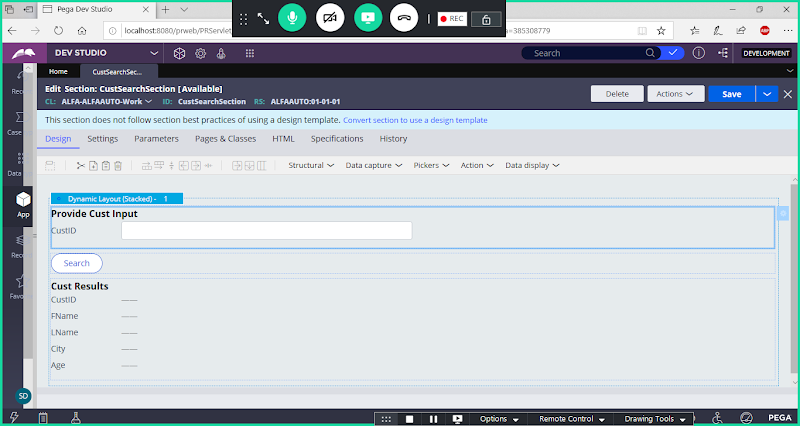 Pega Dev Studio
localhost:8080/prweb/PRServlet
=385308779
REC
ABP
DEV STUDIO
Search
DEVELOPMENT
Home
CustSearchSec...
Edit Section: CustSearchSection [Available]
CL: ALFA-ALFAAUTO-Work ID: CustSearchSection RS: ALFAAUTO:01-01-01
Delete
Actions
Save
This section does not follow section best practices of using a design template. Convert section to use a design template
Design Settings Parameters Pages & Classes HTML Specifications History
Structural Data capture Pickers Action Data display
Dynamic Layout (Stacked) - 1
Provide Cust Input
CustID
Search
Cust Results
CustID
FName
LName
City
Age
Case
Data
App
Reco
Favo
SD
Options Remote Control Drawing Tools
PEGA